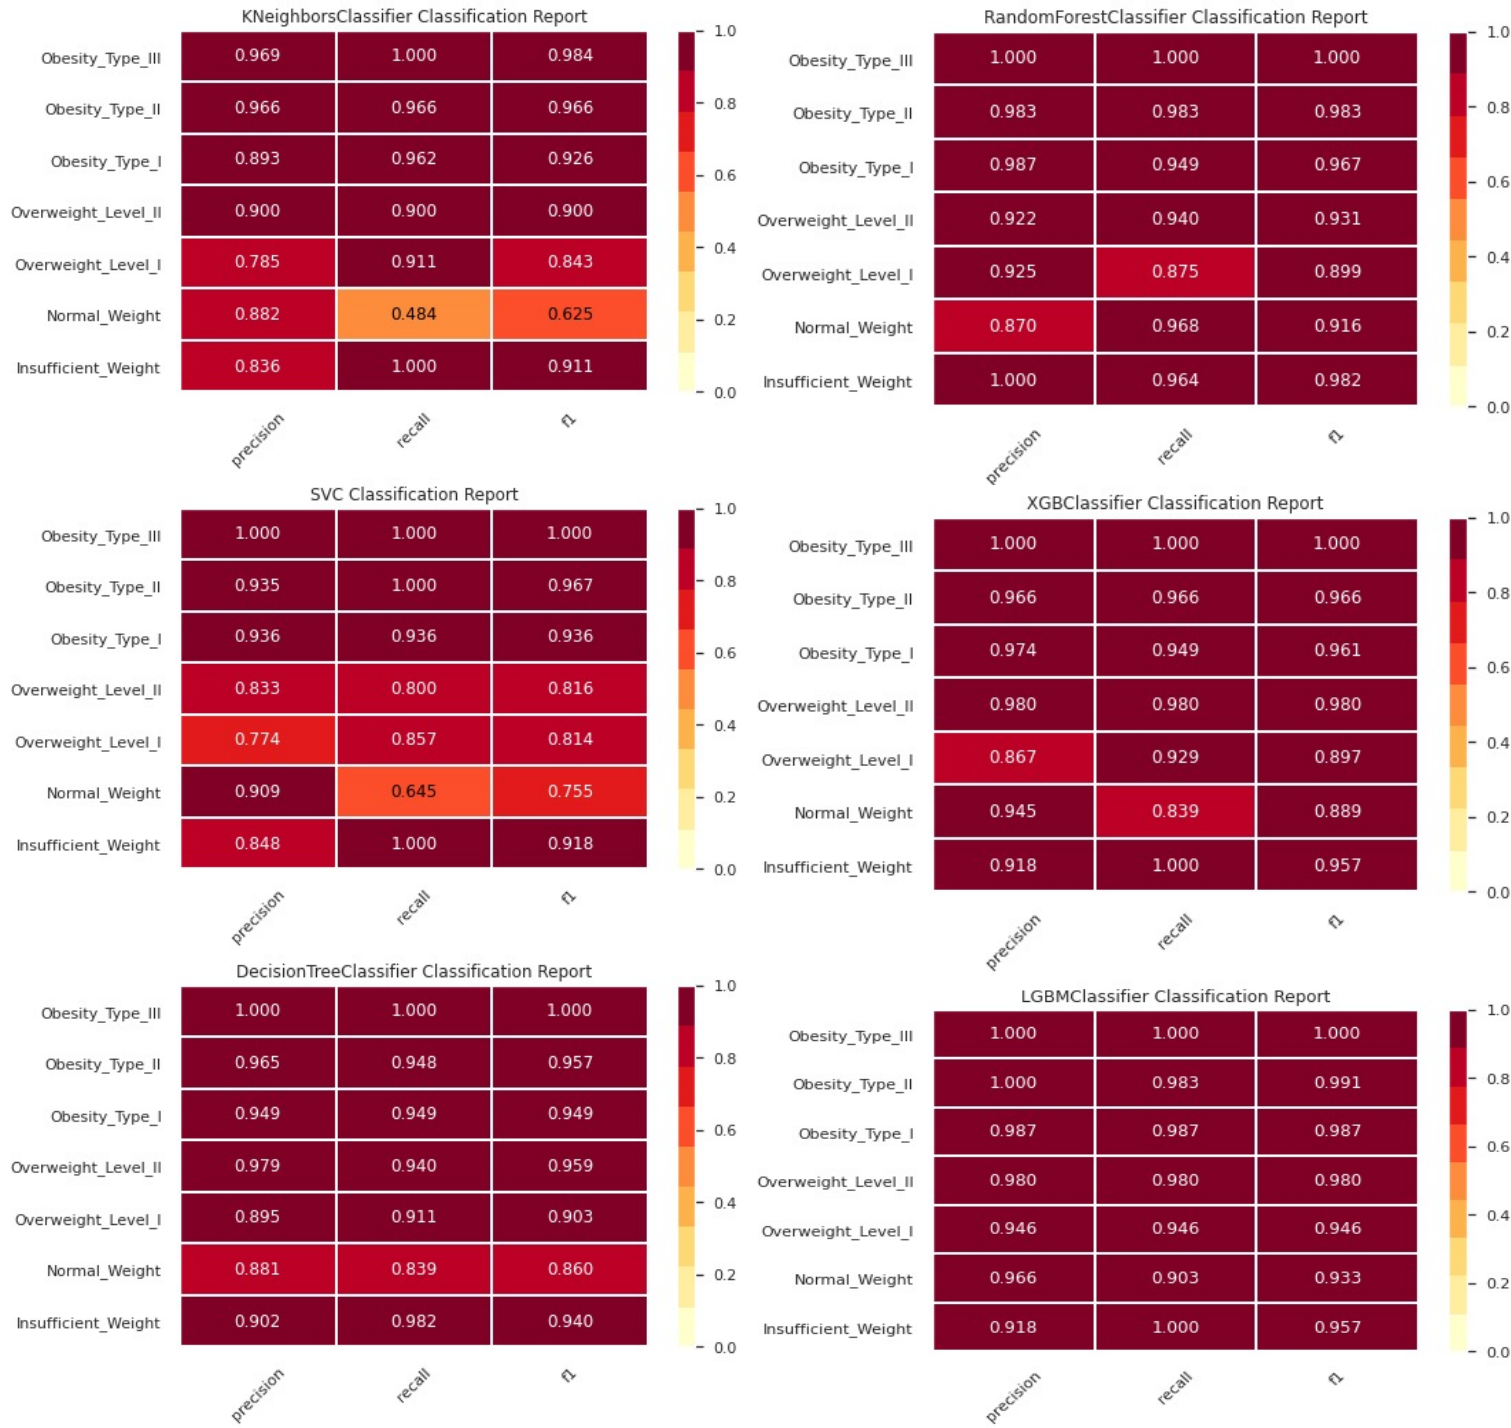 KNeighborsClassifier Classification Report
Obesity_Type_III 0.969 1.000 0.984
Obesity_Type_II 0.966 0.966 0.966
Obesity_Type_I 0.893 0.962 0.926
Overweight_Level_II 0.900 0.900 0.900
Overweight_Level_I 0.785 0.911 0.843
Normal_Weight 0.882 0.484 0.625
Insufficient_Weight 0.836 1.000 0.911
precision recall f1
1.0
0.8
0.6
0.4
0.2
0.0
RandomForestClassifier Classification Report
Obesity_Type_III 1.000 1.000 1.000
Obesity_Type_II 0.983 0.983 0.983
Obesity_Type_I 0.987 0.949 0.967
Overweight_Level_II 0.922 0.940 0.931
Overweight_Level_I 0.925 0.875 0.899
Normal_Weight 0.870 0.968 0.916
Insufficient_Weight 1.000 0.964 0.982
precision recall f1
1.0
0.8
0.6
0.4
0.2
0.0
SVC Classification Report
Obesity_Type_III 1.000 1.000 1.000
Obesity_Type_II 0.935 1.000 0.967
Obesity_Type_I 0.936 0.936 0.936
Overweight_Level_II 0.833 0.800 0.816
Overweight_Level_I 0.774 0.857 0.814
Normal_Weight 0.909 0.645 0.755
Insufficient_Weight 0.848 1.000 0.918
precision recall f1
1.0
0.8
0.6
0.4
0.2
0.0
XGBClassifier Classification Report
Obesity_Type_III 1.000 1.000 1.000
Obesity_Type_II 0.966 0.966 0.966
Obesity_Type_I 0.974 0.949 0.961
Overweight_Level_II 0.980 0.980 0.980
Overweight_Level_I 0.867 0.929 0.897
Normal_Weight 0.945 0.839 0.889
Insufficient_Weight 0.918 1.000 0.957
precision recall f1
1.0
0.8
0.6
0.4
0.2
0.0
DecisionTreeClassifier Classification Report
Obesity_Type_III 1.000 1.000 1.000
Obesity_Type_II 0.965 0.948 0.957
Obesity_Type_I 0.949 0.949 0.949
Overweight_Level_II 0.979 0.940 0.959
Overweight_Level_I 0.895 0.911 0.903
Normal_Weight 0.881 0.839 0.860
Insufficient_Weight 0.902 0.982 0.940
precision recall f1
1.0
0.8
0.6
0.4
0.2
0.0
LGBMClassifier Classification Report
Obesity_Type_III 1.000 1.000 1.000
Obesity_Type_II 1.000 0.983 0.991
Obesity_Type_I 0.987 0.987 0.987
Overweight_Level_II 0.980 0.980 0.980
Overweight_Level_I 0.946 0.946 0.946
Normal_Weight 0.966 0.903 0.933
Insufficient_Weight 0.918 1.000 0.957
precision recall f1
1.0
0.8
0.6
0.4
0.2
0.0